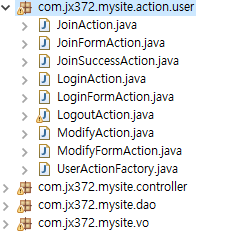 com.jx372.mysite.action.user
JoinAction.java
JoinFormAction.java
JoinSuccessAction.java
LoginAction.java
LoginFormAction.java
LogoutAction.java
ModifyAction.java
ModifyFormAction.java
UserActionFactory.java
com.jx372.mysite.controller
com.jx372.mysite.dao
com.jx372.mysite.vo